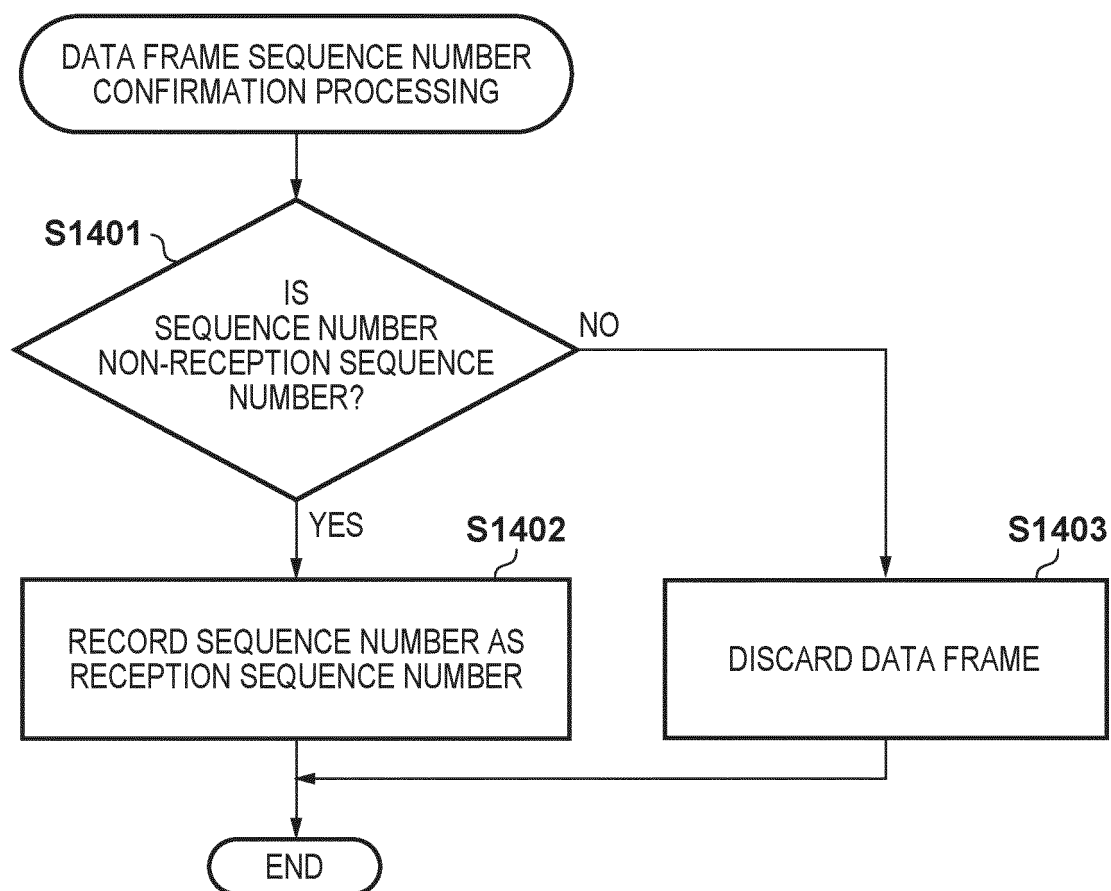 DATA FRAME SEQUENCE NUMBER
CONFIRMATION PROCESSING
S1401
IS
SEQUENCE NUMBER
NON-RECEPTION SEQUENCE
NUMBER?
NO
YES
S1402
RECORD SEQUENCE NUMBER AS
RECEPTION SEQUENCE NUMBER
S1403
DISCARD DATA FRAME
END